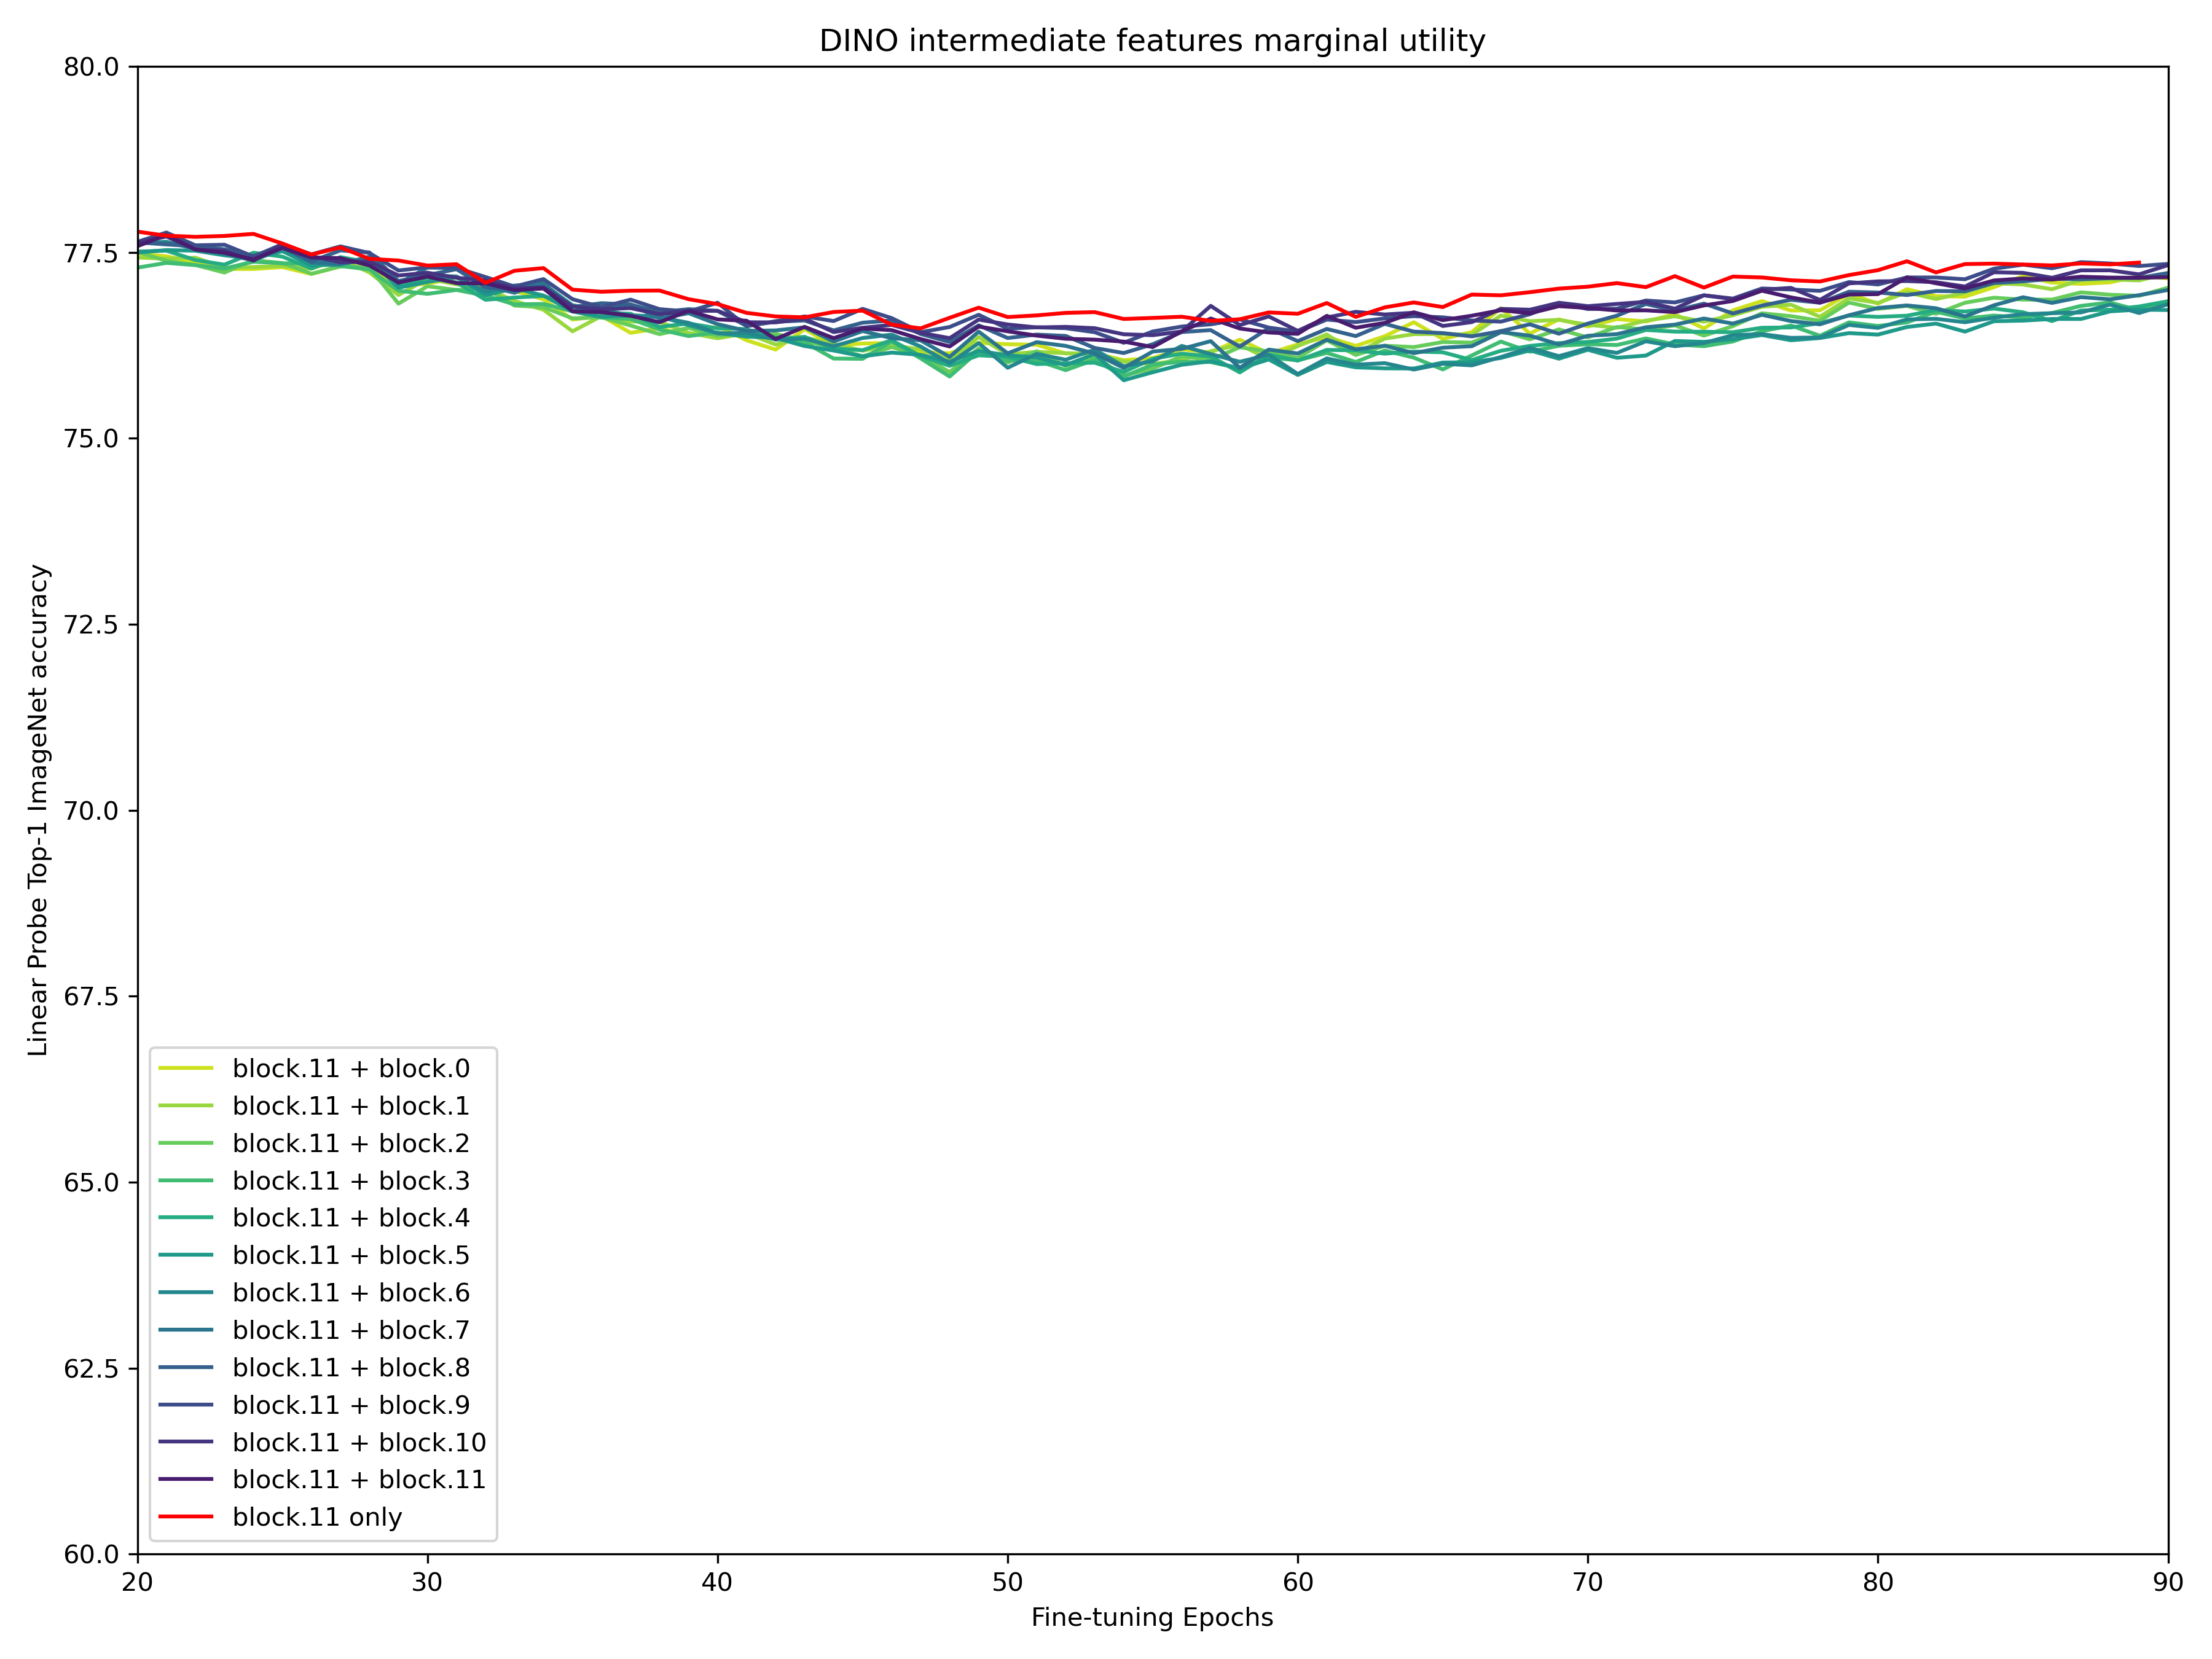 DINO intermediate features marginal utility
80.0
77.5
75.0
72.5
70.0
67.5
65.0
62.5
60.0
Linear Probe Top-1 ImageNet accuracy
block.11 + block.0
block.11 + block.1
block.11 + block.2
block.11 + block.3
block.11 + block.4
block.11 + block.5
block.11 + block.6
block.11 + block.7
block.11 + block.8
block.11 + block.9
block.11 + block.10
block.11 + block.11
block.11 only
20 30 40 50 60 70 80 90
Fine-tuning Epochs